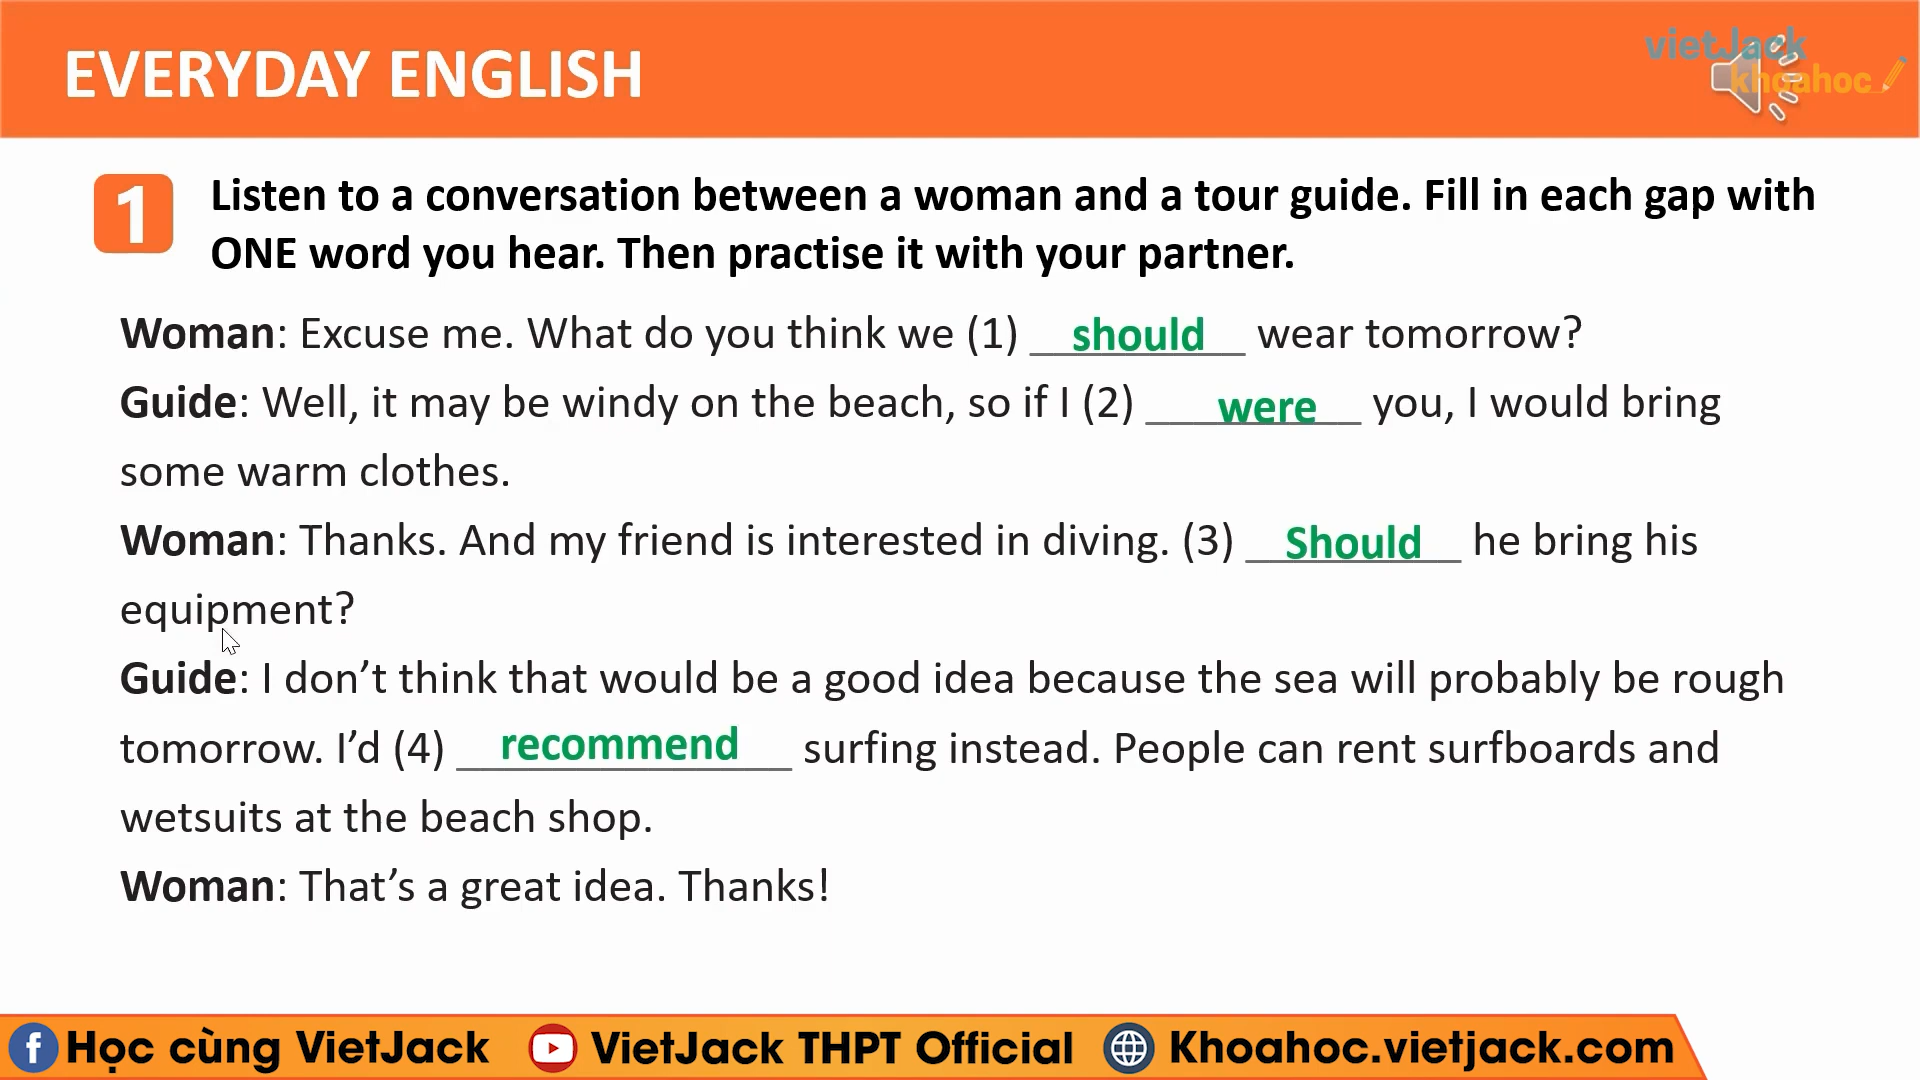 EVERYDAY ENGLISH
vietJack
khoahoc
1
Listen to a conversation between a woman and a tour guide. Fill in each gap with
ONE word you hear. Then practise it with your partner.
Woman: Excuse me. What do you think we (1) should wear tomorrow?
Guide: Well, it may be windy on the beach, so if I (2) were you, I would bring
some warm clothes.
Woman: Thanks. And my friend is interested in diving. (3) Should he bring his
equipment?
Guide: I don’t think that would be a good idea because the sea will probably be rough
tomorrow. I’d (4) recommend surfing instead. People can rent surfboards and
wetsuits at the beach shop.
Woman: That’s a great idea. Thanks!
Học cùng VietJack VietJack THPT Official Khoahoc.vietjack.com